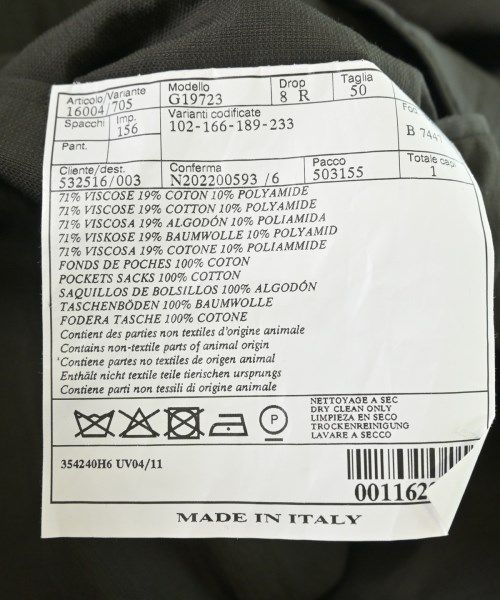 Articolo/Variante Modello Drop Taglia
16004/705 G19723 8 R 50
Spacchi Imp. Varianti codificate
156 102-166-189-233
Pant.
Cliente/dest. Conferma Pacco Totale capi
532516/003 N202200593 /6 503155 1
71% VISCOSE 19% COTON 10% POLYAMIDE
71% VISCOSE 19% COTTON 10% POLYAMIDE
71% VISCOSA 19% ALGODÓN 10% POLIAMIDA
71% VISKOSE 19% BAUMWOLLE 10% POLYAMID
71% VISCOSA 19% COTONE 10% POLIAMMIDE
FONDS DE POCHES 100% COTON
POCKETS SACKS 100% COTTON
SAQUILLOS DE BOLSILLOS 100% ALGODÓN
TASCHENBÖDEN 100% BAUMWOLLE
FODERA TASCHE 100% COTONE
Contient des parties non textiles d'origine animale
Contains non-textile parts of animal origin
Contiene partes no textiles de origen animal
Enthält nicht textile teile tierischen ursprungs
Contiene parti non tessili di origine animale
P
NETTOYAGE A SEC
DRY CLEAN ONLY
LIMPIEZA EN SECO
TROCKENREINIGUNG
LAVARE A SECCO
354240H6 UV04/11
MADE IN ITALY